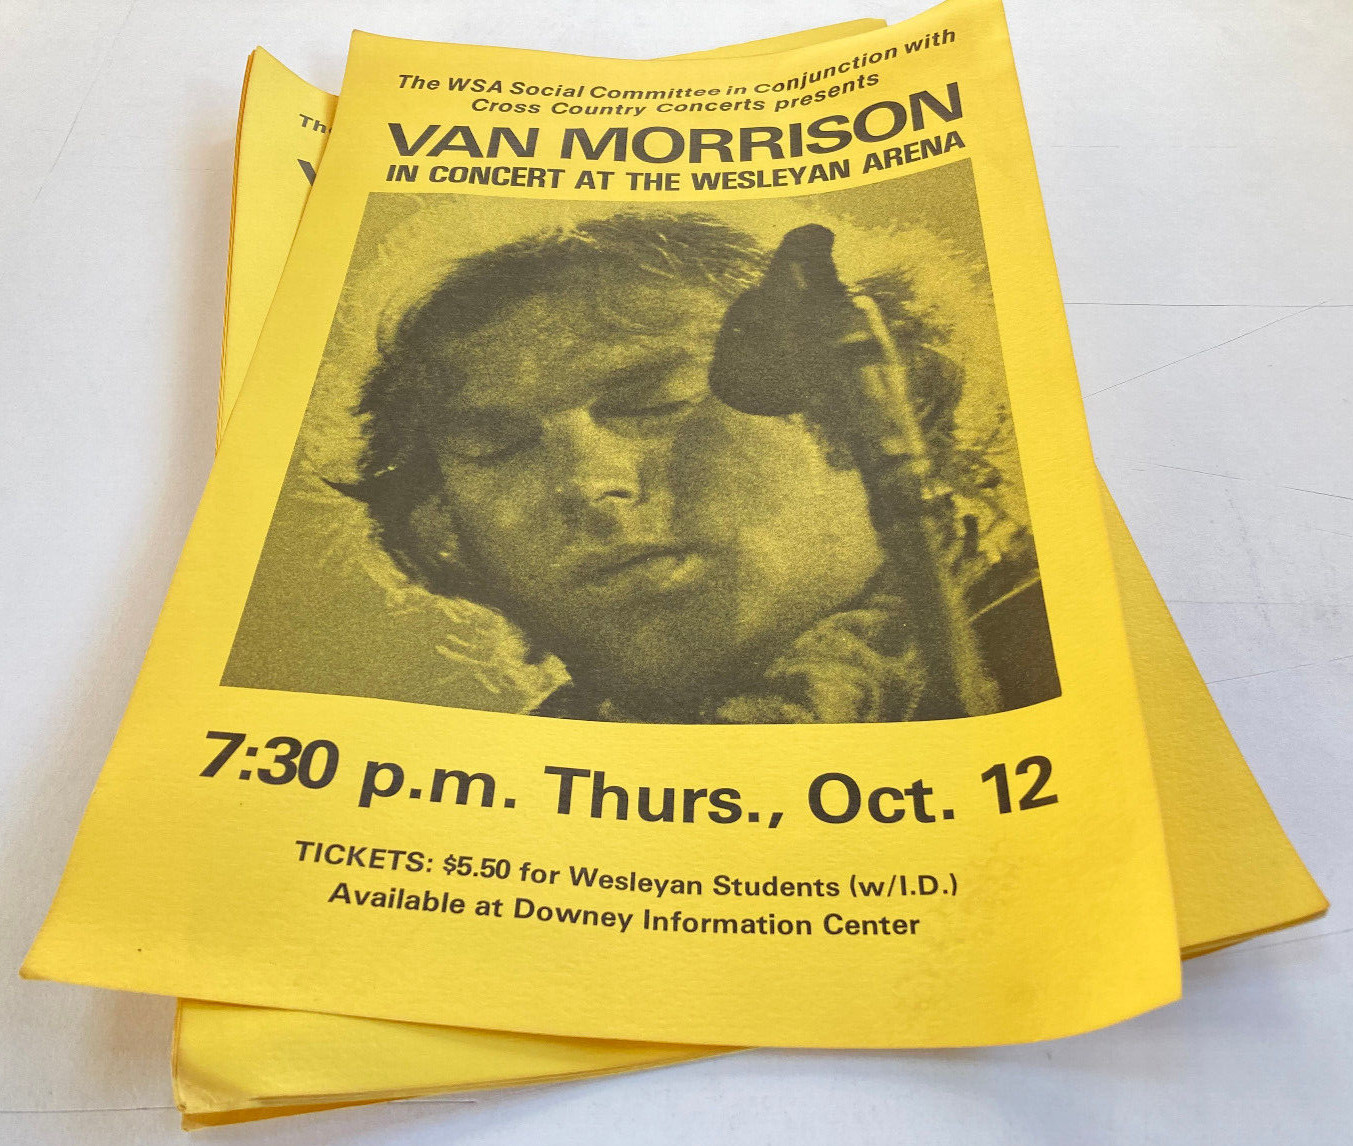 The WSA Social Committee in Conjunction with
Cross Country Concerts presents
VAN MORRISON
IN CONCERT AT THE WESLEYAN ARENA
7:30 p.m. Thurs., Oct. 12
TICKETS: $5.50 for Wesleyan Students (w/I.D.)
Available at Downey Information Center